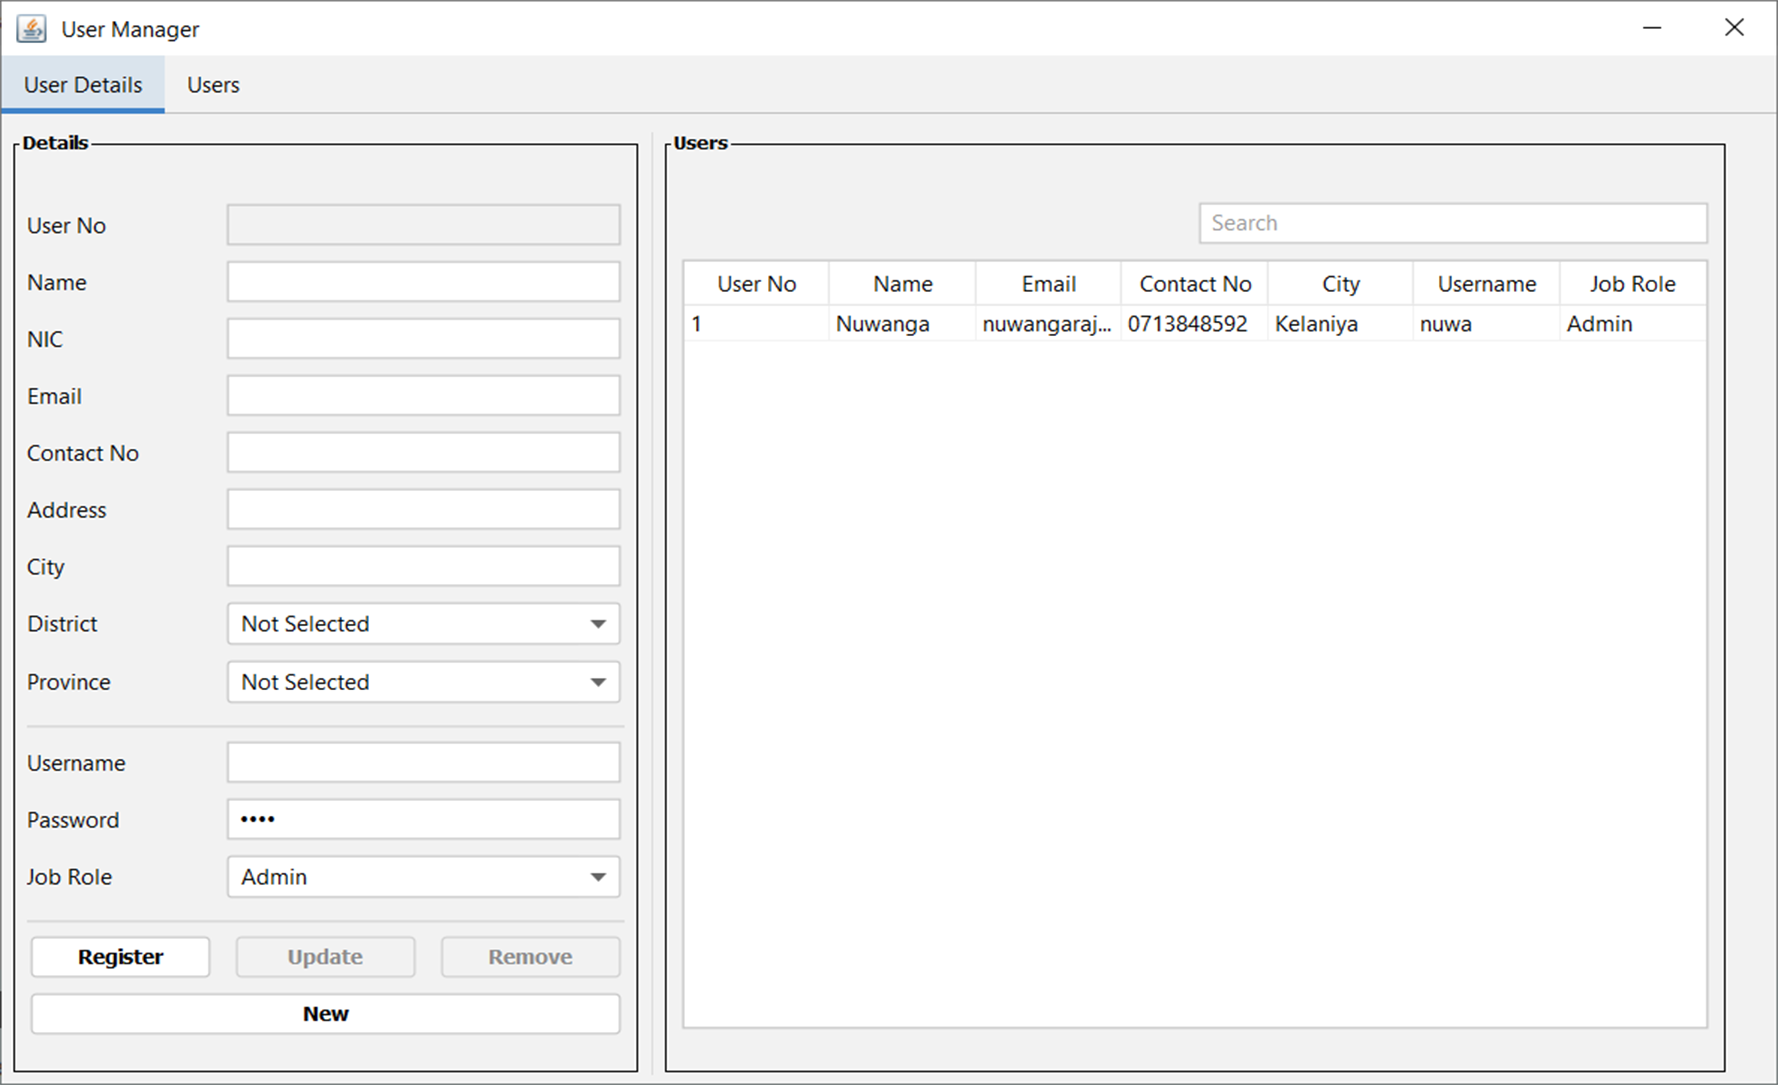 User Manager
User Details Users
Details
User No
Name
NIC
Email
Contact No
Address
City
District Not Selected
Province Not Selected
Username
Password ••••
Job Role Admin
Register Update Remove
New
Users
Search
User No Name Email Contact No City Username Job Role
1 Nuwanga nuwangaraj... 0713848592 Kelaniya nuwa Admin